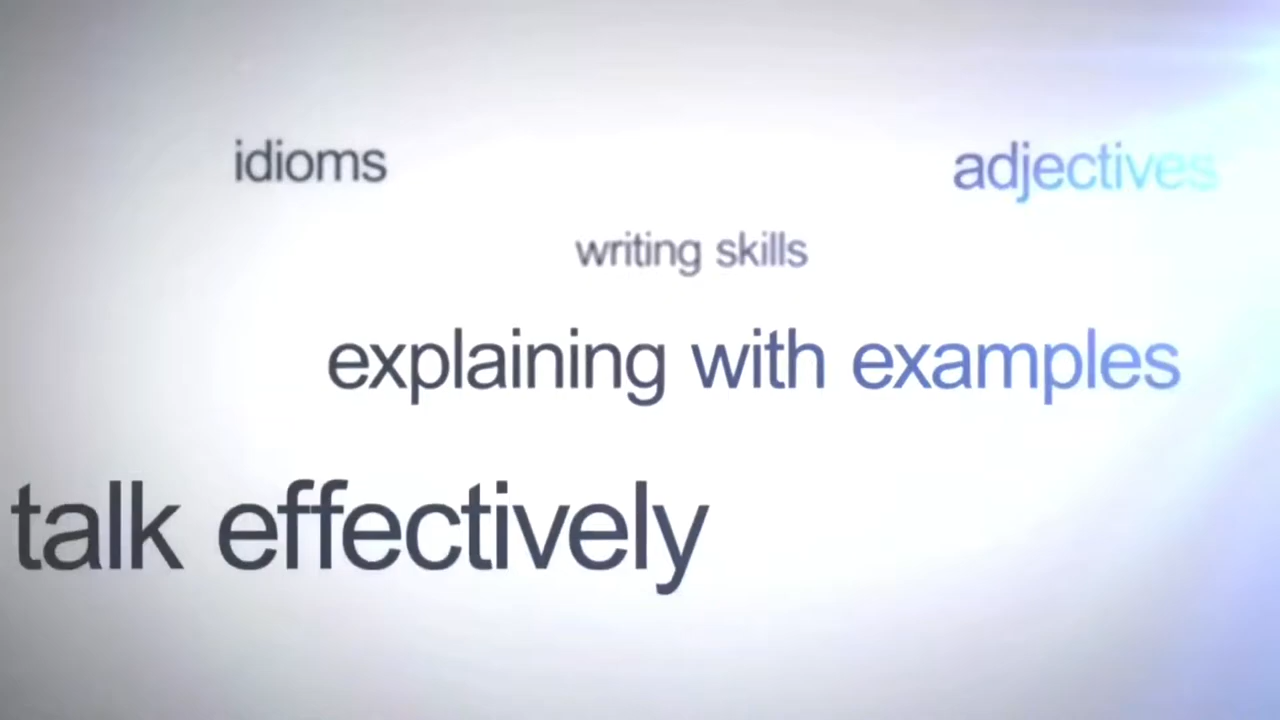 idioms
adjectives
writing skills
explaining with examples
talk effectively